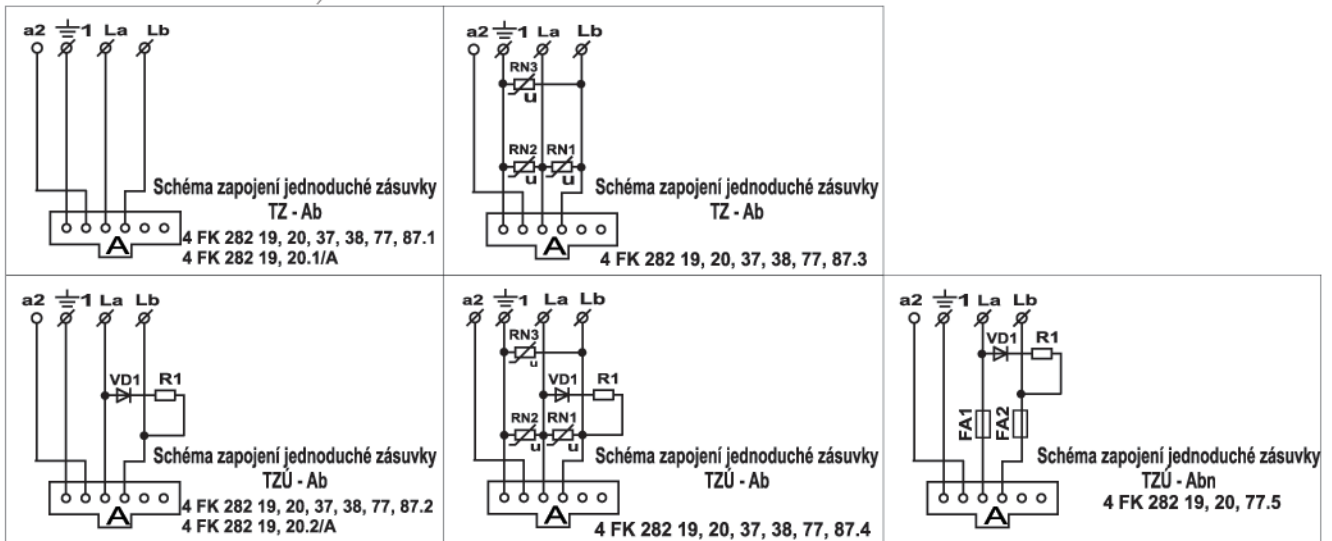 a2 1 La Lb
Schéma zapojení jednoduché zásuvky
TZ - Ab
A
4 FK 282 19, 20, 37, 38, 77, 87.1
4 FK 282 19, 20.1/A
a2 1 La Lb
RN3
u
RN2 RN1
u u
Schéma zapojení jednoduché zásuvky
TZ - Ab
A
4 FK 282 19, 20, 37, 38, 77, 87.3
a2 1 La Lb
VD1 R1
Schéma zapojení jednoduché zásuvky
TZÚ - Ab
A
4 FK 282 19, 20, 37, 38, 77, 87.2
4 FK 282 19, 20.2/A
a2 1 La Lb
RN3
u
VD1 R1
RN2 RN1
u u
Schéma zapojení jednoduché zásuvky
TZÚ - Ab
A
4 FK 282 19, 20, 37, 38, 77, 87.4
a2 1 La Lb
VD1 R1
FA1 FA2
Schéma zapojení jednoduché zásuvky
TZÚ - Abn
4 FK 282 19, 20, 77.5
A